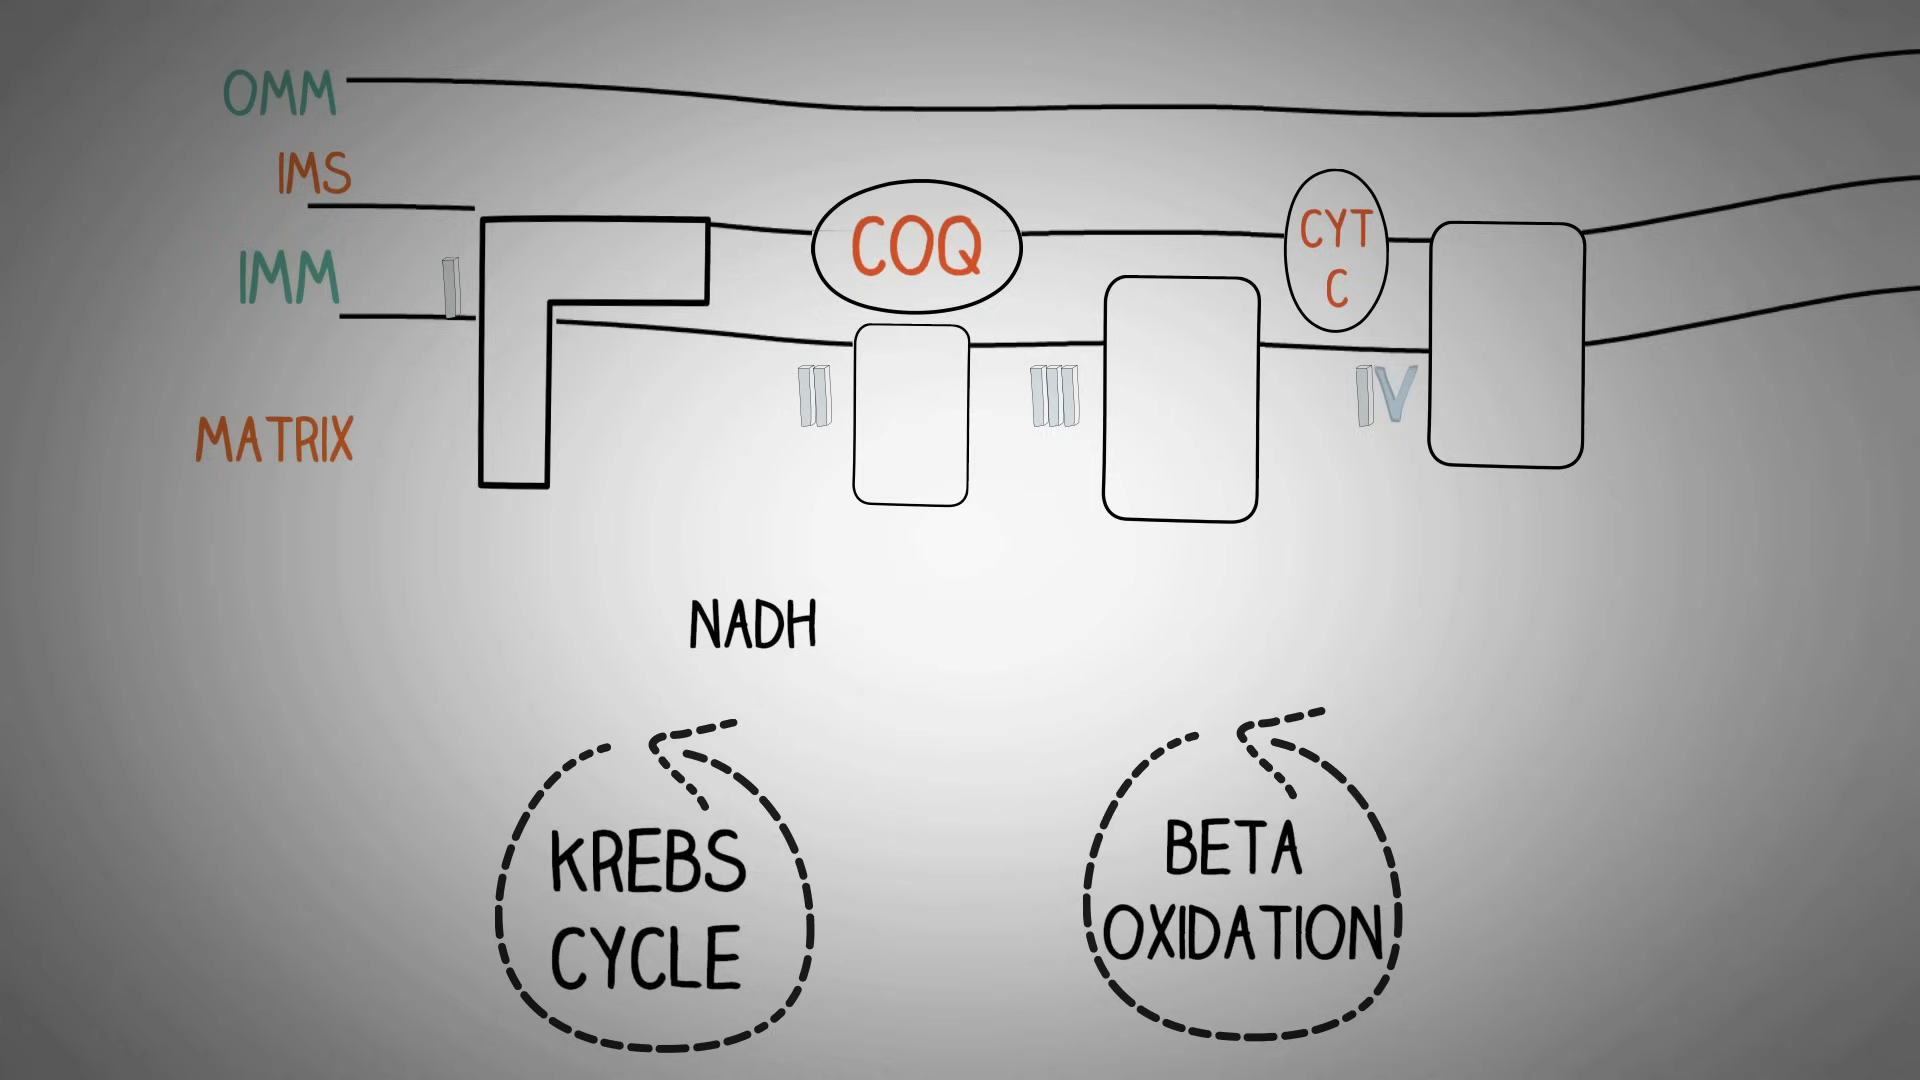 OMM
IMS
IMM
I
COQ
CYT
C
MATRIX
II
III
IV
NADH
KREBS
CYCLE
BETA
OXIDATION